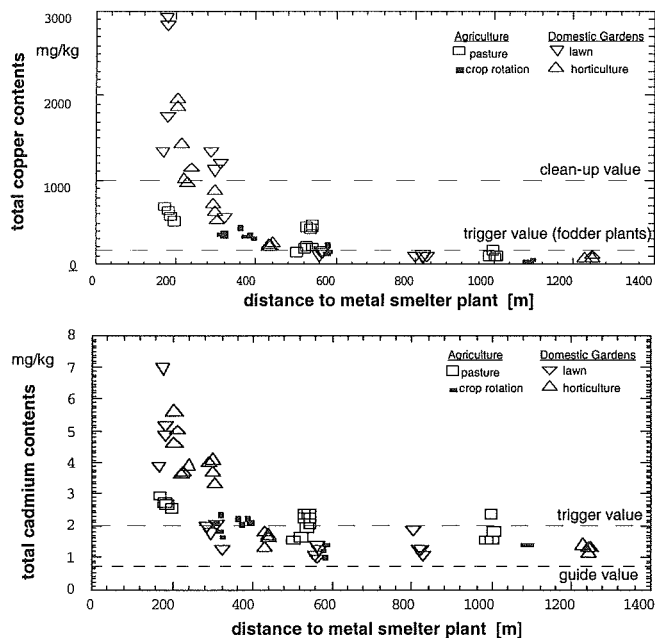 3000
mg/kg
2000
1000
0
total copper contents
Agriculture Domestic Gardens
pasture lawn
crop rotation horticulture
clean-up value
trigger value (fodder plants)
0 200 400 600 800 1000 1200 1400
distance to metal smelter plant [m]
8
mg/kg
7
6
5
4
3
2
1
0
total cadmium contents
Agriculture Domestic Gardens
pasture lawn
crop rotation horticulture
trigger value
guide value
0 200 400 600 800 1000 1200 1400
distance to metal smelter plant [m]